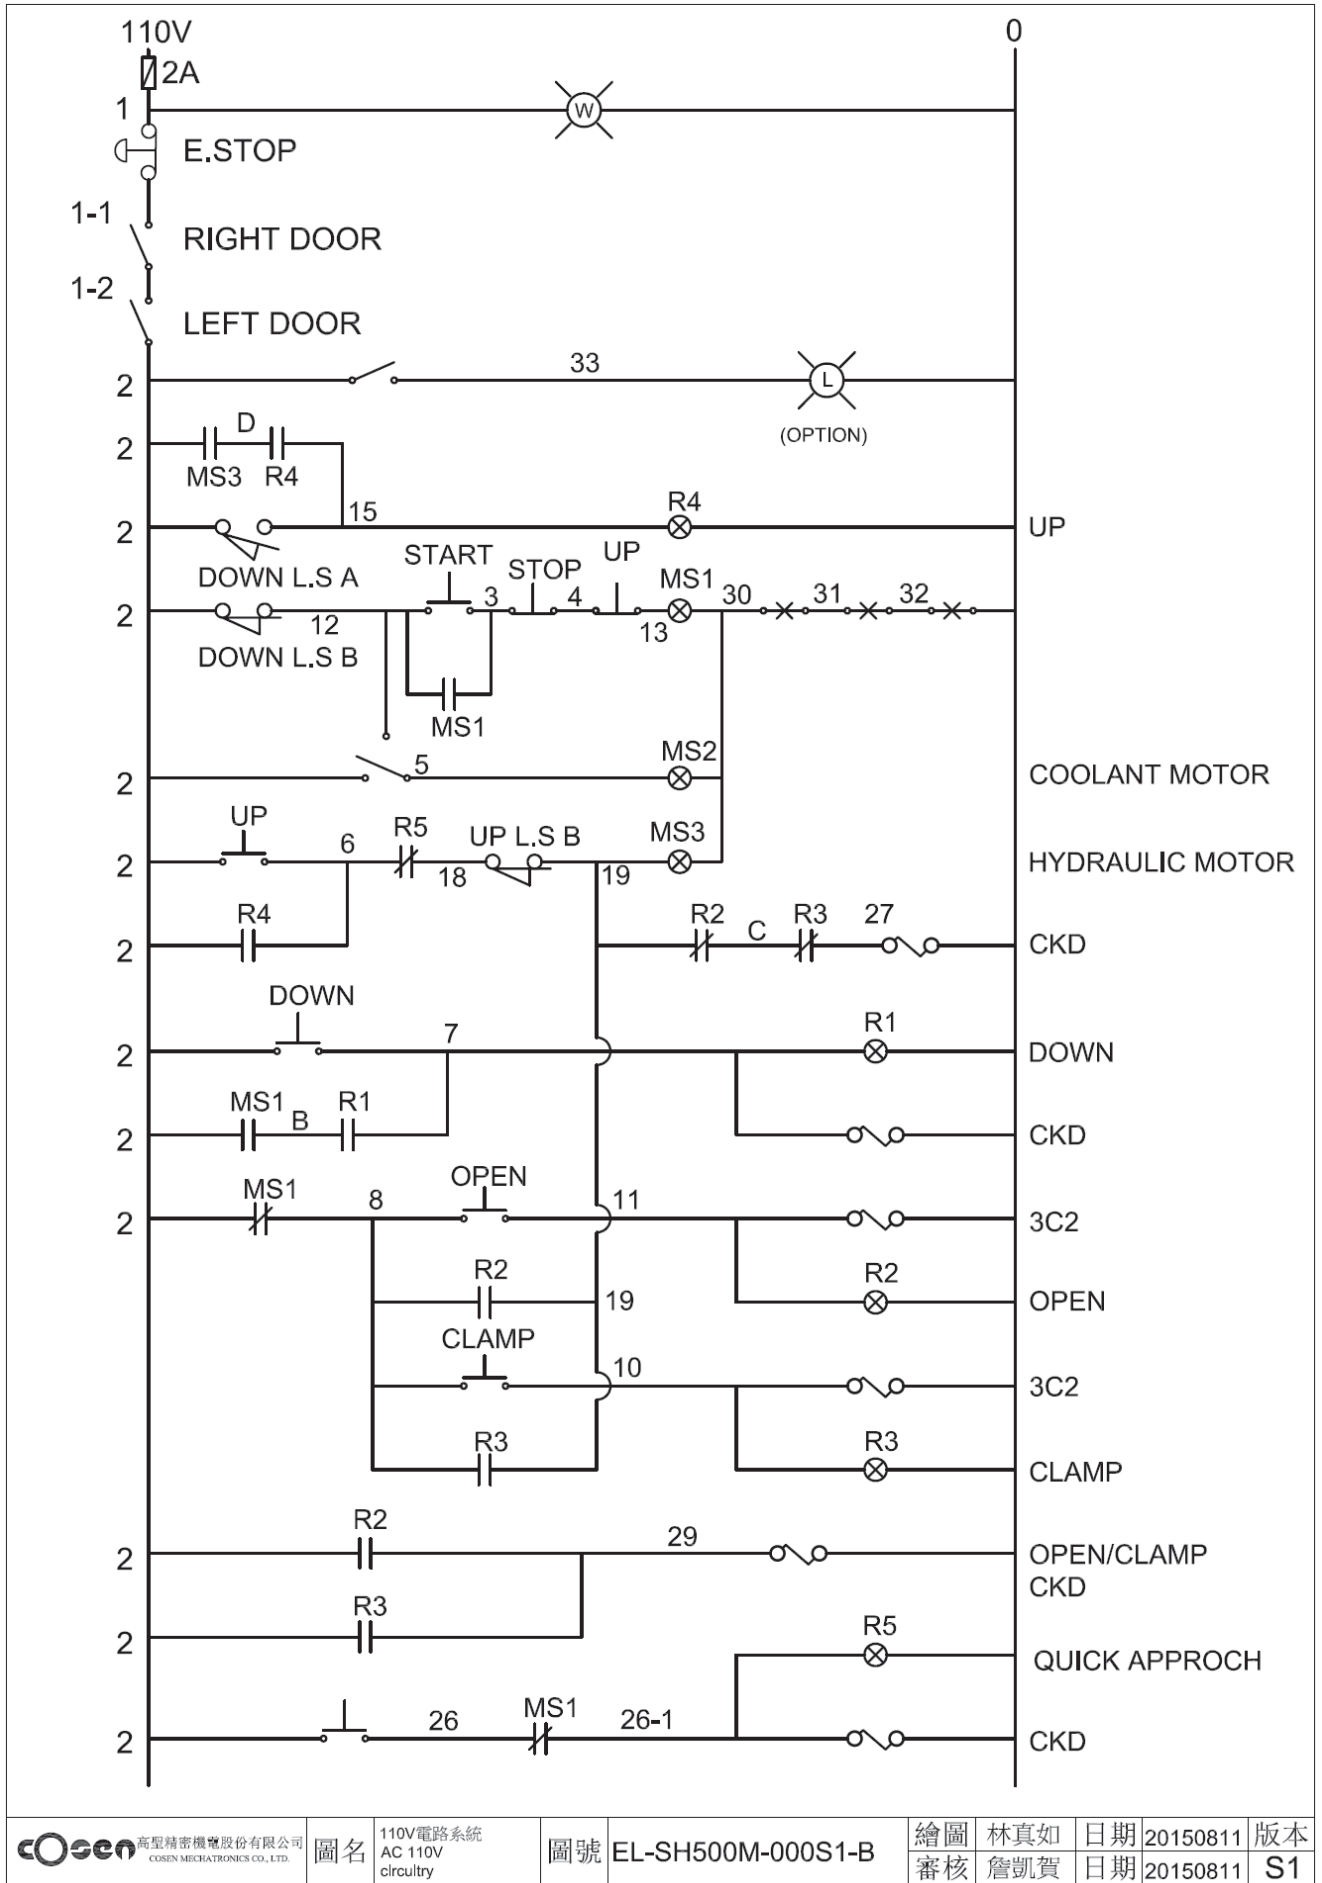 110V
0
2A
1
W
E.STOP
1-1
RIGHT DOOR
1-2
LEFT DOOR
2
33
L
(OPTION)
2
D
MS3
R4
2
15
R4
UP
DOWN L.S A
START
STOP
UP
MS1
2
12
3
4
13
30
31
32
DOWN L.S B
MS1
2
5
MS2
COOLANT MOTOR
UP
2
6
R5
18
UP L.S B
19
MS3
HYDRAULIC MOTOR
R4
2
R2
C
R3
27
CKD
DOWN
2
7
R1
DOWN
MS1
B
R1
2
CKD
MS1
2
8
OPEN
11
3C2
R2
19
R2
OPEN
CLAMP
10
3C2
R3
R3
CLAMP
R2
2
29
OPEN/CLAMP
CKD
R3
2
R5
QUICK APPROCH
2
26
MS1
26-1
CKD
cosen
高聖精密機電股份有限公司
COSEN MECHATRONICS CO., LTD.
圖名
110V電路系統
AC 110V
circultry
圖號
EL-SH500M-000S1-B
繪圖 林真如 日期 20150811 版本
審核 詹凱賀 日期 20150811 S1